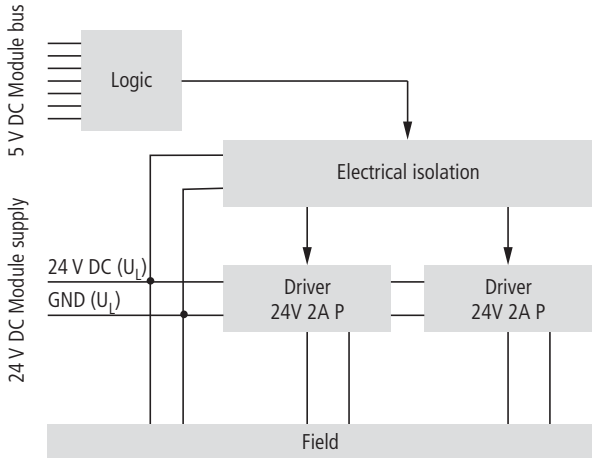 5 V DC Module bus
Logic
Electrical isolation
24 V DC Module supply
24 V DC (UL)
GND (UL)
Driver
24V 2A P
Driver
24V 2A P
Field